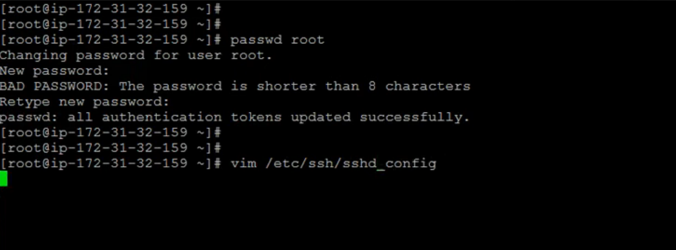 [root@ip-172-31-32-159 ~]#
[root@ip-172-31-32-159 ~]#
[root@ip-172-31-32-159 ~]# passwd root
Changing password for user root.
New password:
BAD PASSWORD: The password is shorter than 8 characters
Retype new password:
passwd: all authentication tokens updated successfully.
[root@ip-172-31-32-159 ~]#
[root@ip-172-31-32-159 ~]#
[root@ip-172-31-32-159 ~]# vim /etc/ssh/sshd_config